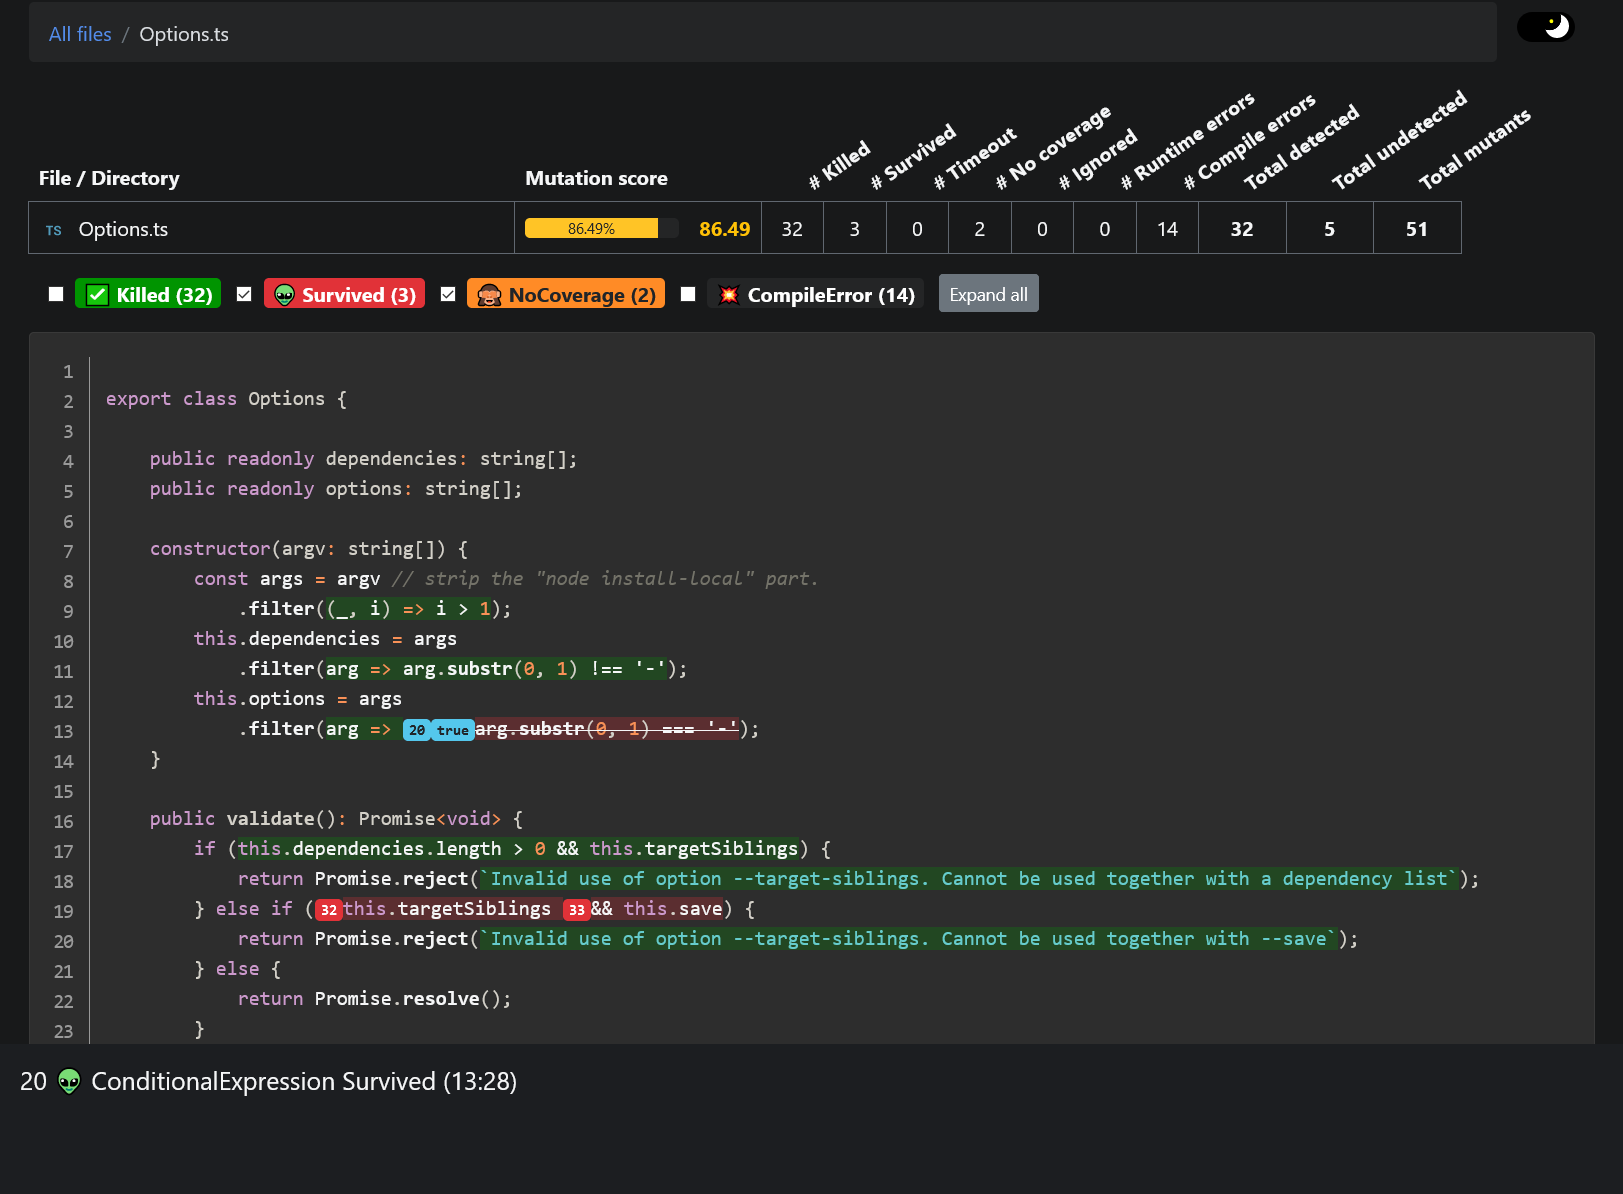 All files / Options.ts
File / Directory Mutation score # Killed # Survived # Timeout # No coverage # Ignored # Runtime errors # Compile errors Total detected Total undetected Total mutants
TS Options.ts 86.49% 86.49 32 3 0 2 0 0 14 32 5 51
Killed (32) Survived (3) NoCoverage (2) CompileError (14) Expand all
1
2 export class Options {
3
4 public readonly dependencies: string[];
5 public readonly options: string[];
6
7 constructor(argv: string[]) {
8 const args = argv // strip the "node install-local" part.
9 .filter((_, i) => i > 1);
10 this.dependencies = args
11 .filter(arg => arg.substr(0, 1) !== '-');
12 this.options = args
13 .filter(arg => 20 true arg.substr(0, 1) === '-');
14 }
15
16 public validate(): Promise<void> {
17 if (this.dependencies.length > 0 && this.targetSiblings) {
18 return Promise.reject(`Invalid use of option --target-siblings. Cannot be used together with a dependency list`);
19 } else if (32 this.targetSiblings 33 && this.save) {
20 return Promise.reject(`Invalid use of option --target-siblings. Cannot be used together with --save`);
21 } else {
22 return Promise.resolve();
23 }
20 ConditionalExpression Survived (13:28)